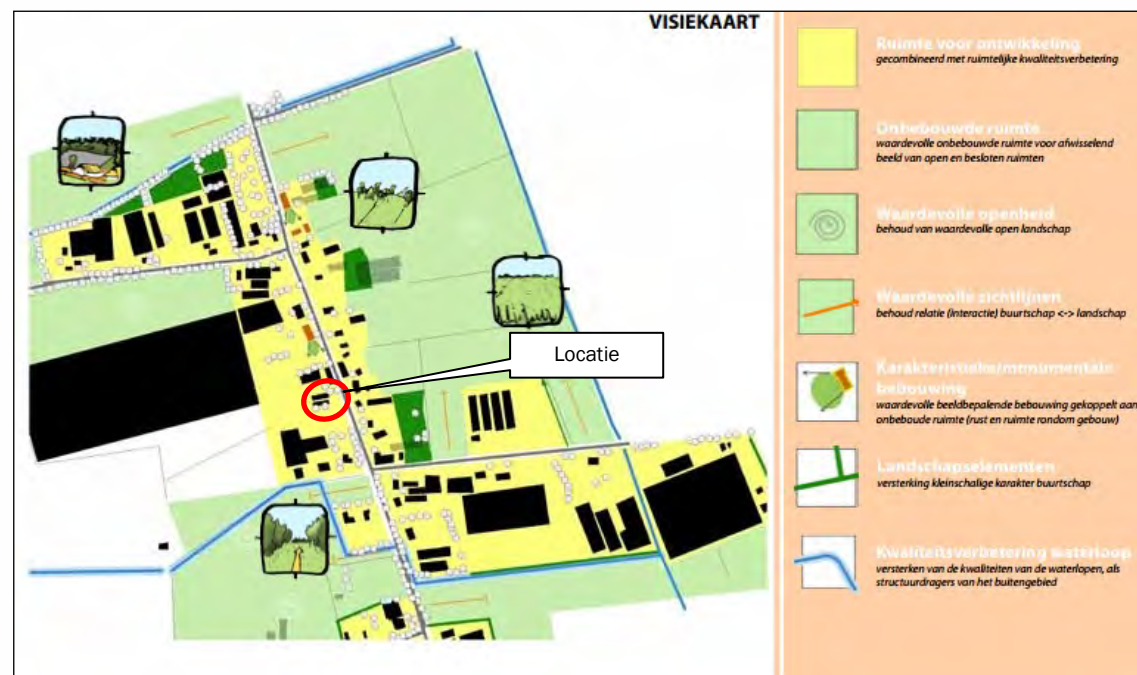 VISIEKAART
Locatie
Ruimte voor ontwikkeling
gecombineerd met ruimtelijke kwaliteitsverbetering
Onbebouwde ruimte
waardevolle onbebouwde ruimte voor afwisselend
beeld van open en besloten ruimten
Waardevolle openheid
behoud van waardevolle open landschap
Waardevolle zichtlijnen
behoud relatie (interactie) buurtschap <-> landschap
Karakteristieke/monumentale
bebouwing
waardevolle beeldbepalende bebouwing gekoppelt aan
onbeboude ruimte (rust en ruimte rondom gebouw)
Landschapselementen
versterking kleinschalige karakter buurtschap
Kwaliteitsverbetering waterloop
versterken van de kwaliteiten van de waterlopen, als
structuurdragers van het buitengebied